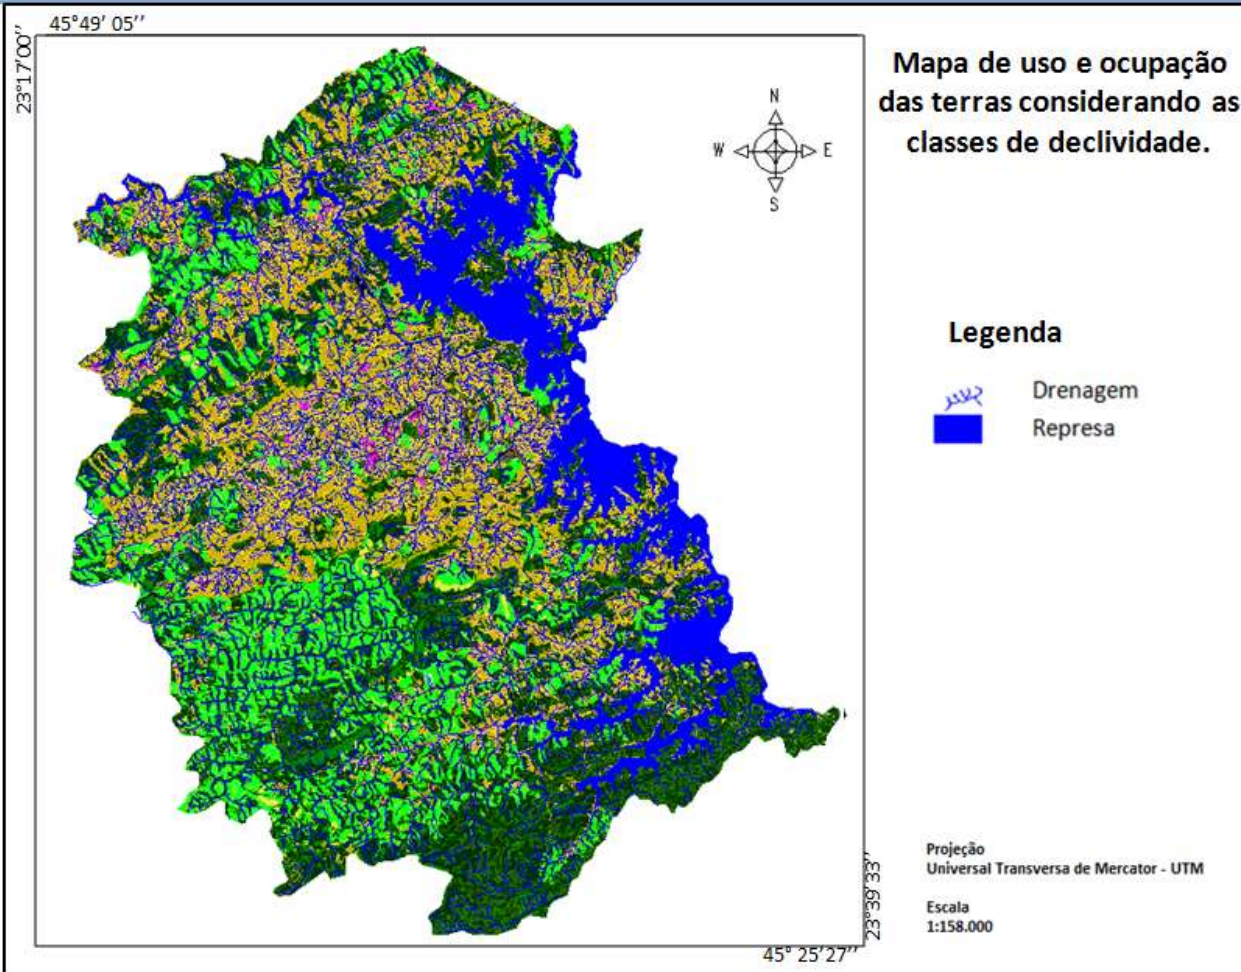 45°49' 05''
23°17'00''
Mapa de uso e ocupação
das terras considerando as
classes de declividade.
N
W E
S
Legenda
Drenagem
Represa
Projeção
Universal Transversa de Mercator - UTM
Escala
1:158.000
23°39'33''
45° 25'27''